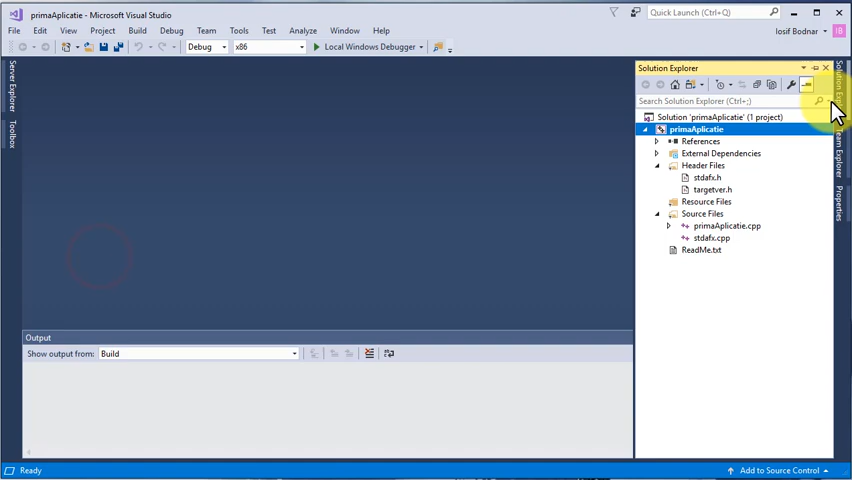 primaAplicatie - Microsoft Visual Studio
Quick Launch (Ctrl+Q)
File Edit View Project Build Debug Team Tools Test Analyze Window Help
Iosif Bodnar IB
Debug x86 Local Windows Debugger
Server Explorer
Toolbox
Solution Explorer
Search Solution Explorer (Ctrl+;)
Solution 'primaAplicatie' (1 project)
primaAplicatie
References
External Dependencies
Header Files
stdafx.h
targetver.h
Resource Files
Source Files
primaAplicatie.cpp
stdafx.cpp
ReadMe.txt
Team Explorer
Properties
Output
Show output from: Build
Ready
Add to Source Control